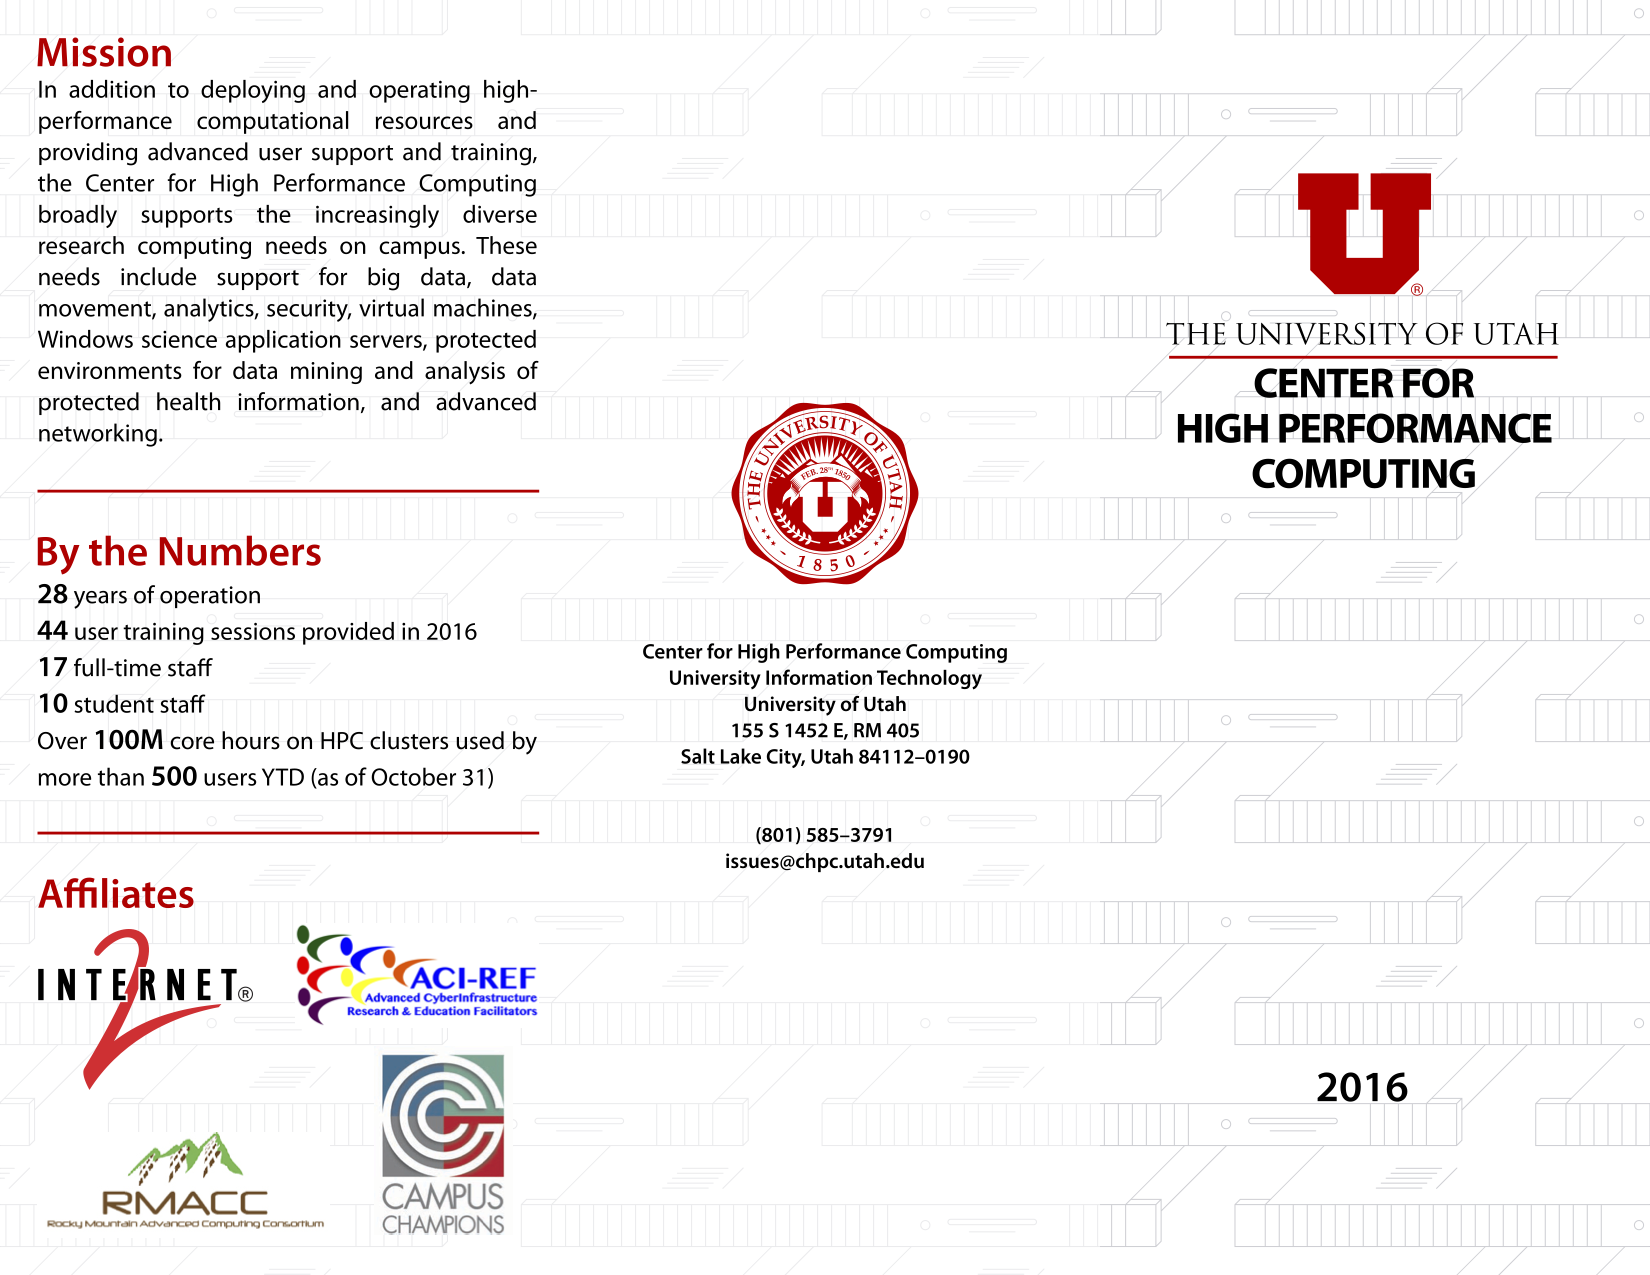 Mission
In addition to deploying and operating high-
performance computational resources and
providing advanced user support and training,
the Center for High Performance Computing
broadly supports the increasingly diverse
research computing needs on campus. These
needs include support for big data, data
movement, analytics, security, virtual machines,
Windows science application servers, protected
environments for data mining and analysis of
protected health information, and advanced
networking.
By the Numbers
28 years of operation
44 user training sessions provided in 2016
17 full-time staff
10 student staff
Over 100M core hours on HPC clusters used by
more than 500 users YTD (as of October 31)
Affiliates
INTERNET®
2
ACI-REF
Advanced CyberInfrastructure
Research & Education Facilitators
RMACC
Rocky Mountain Advanced Computing Consortium
CAMPUS
CHAMPIONS
THE UNIVERSITY OF UTAH
FEB. 28TH 1850
U
- 1850 -
Center for High Performance Computing
University Information Technology
University of Utah
155 S 1452 E, RM 405
Salt Lake City, Utah 84112–0190
(801) 585–3791
issues@chpc.utah.edu
U®
THE UNIVERSITY OF UTAH
CENTER FOR
HIGH PERFORMANCE
COMPUTING
2016